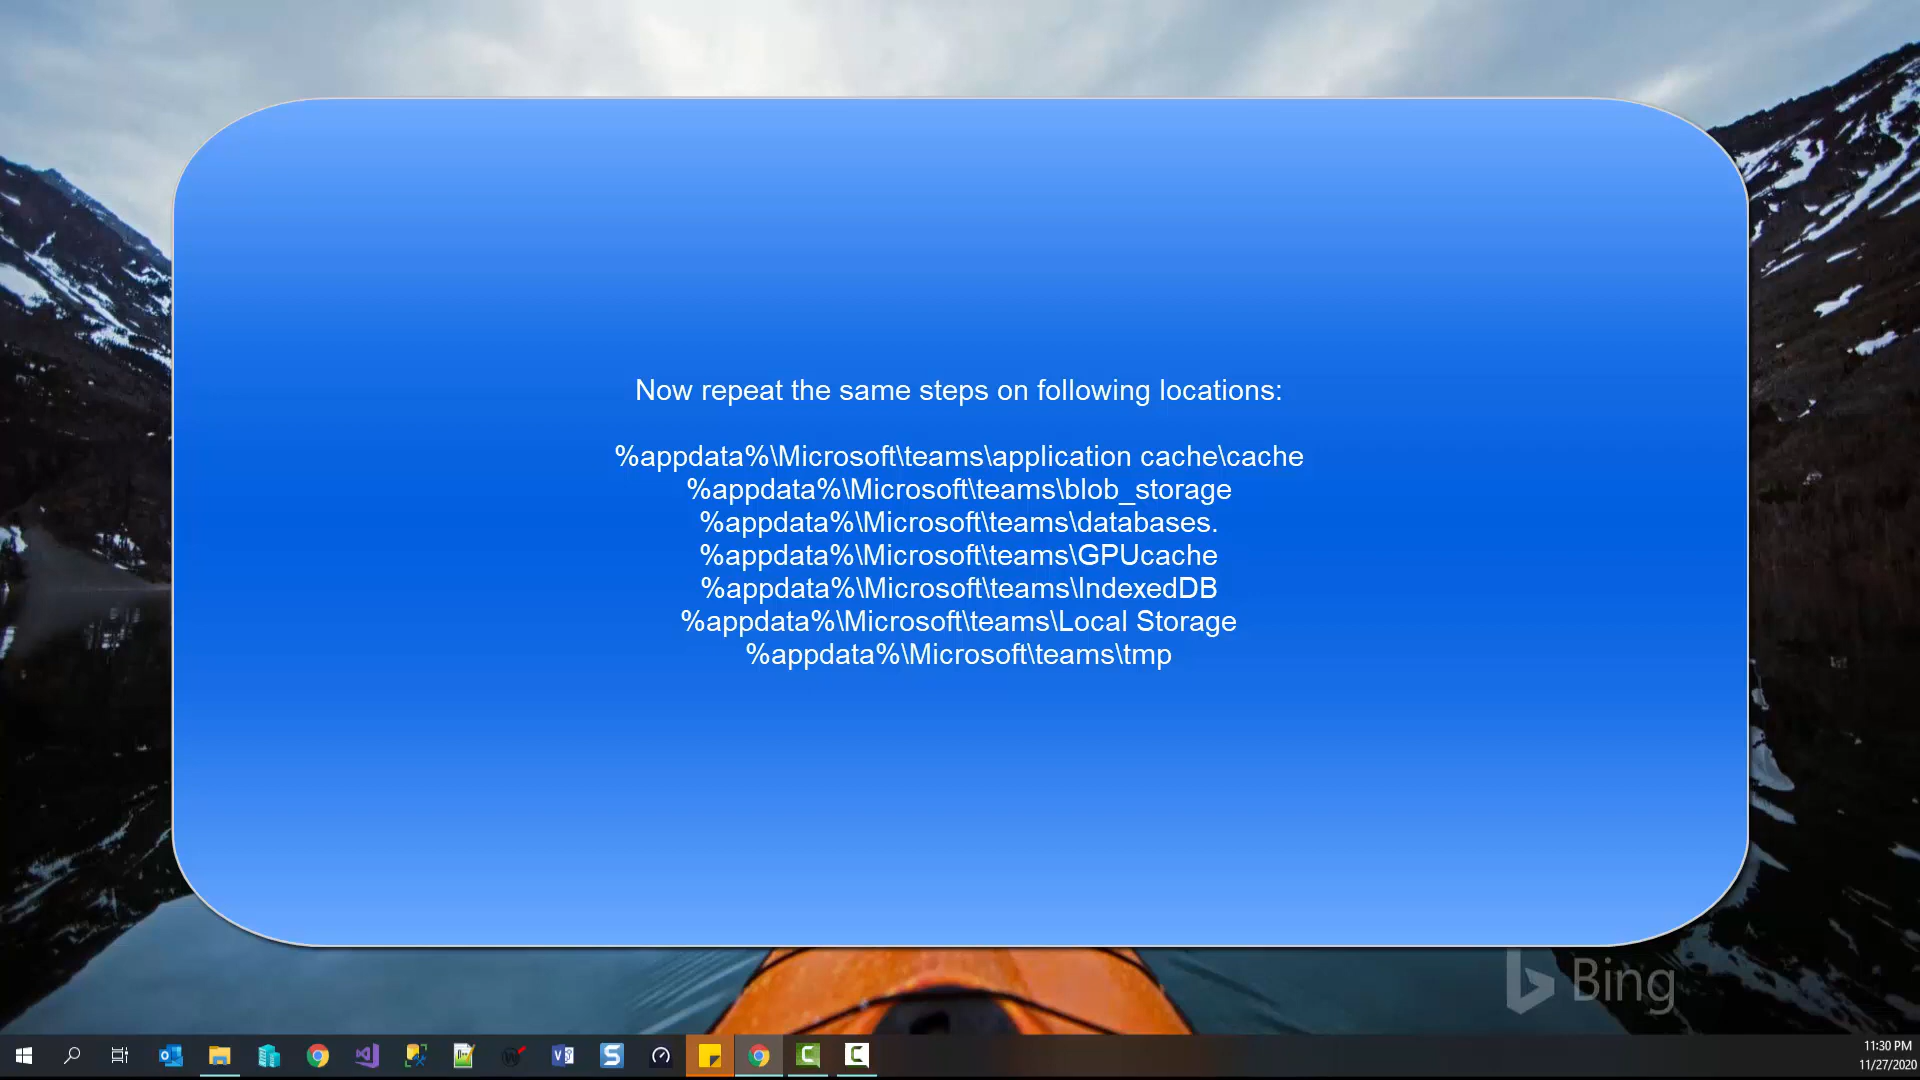 Now repeat the same steps on following locations:
%appdata%\Microsoft\teams\application cache\cache
%appdata%\Microsoft\teams\blob_storage
%appdata%\Microsoft\teams\databases.
%appdata%\Microsoft\teams\GPUcache
%appdata%\Microsoft\teams\IndexedDB
%appdata%\Microsoft\teams\Local Storage
%appdata%\Microsoft\teams\tmp
Bing
11:30 PM
11/27/2020